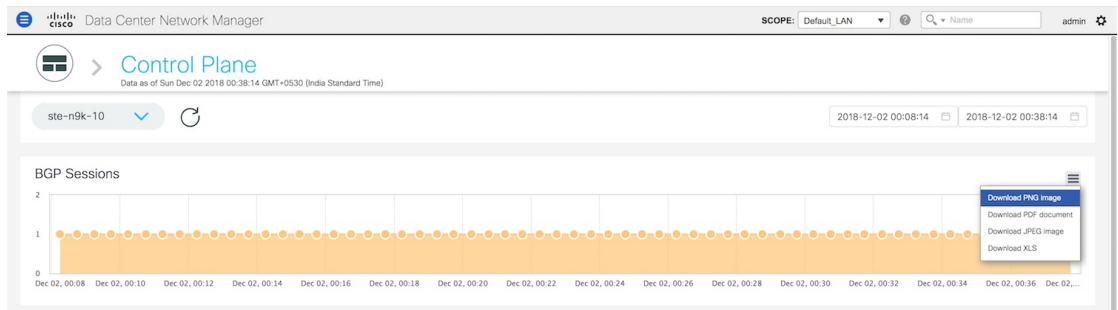 cisco Data Center Network Manager SCOPE: Default_LAN Name admin
Control Plane
Data as of Sun Dec 02 2018 00:38:14 GMT+0530 (India Standard Time)
ste-n9k-10 2018-12-02 00:08:14 2018-12-02 00:38:14
BGP Sessions
Download PNG image
Download PDF document
Download JPEG image
Download XLS
2
1
0
Dec 02, 00:08 Dec 02, 00:10 Dec 02, 00:12 Dec 02, 00:14 Dec 02, 00:16 Dec 02, 00:18 Dec 02, 00:20 Dec 02, 00:22 Dec 02, 00:24 Dec 02, 00:26 Dec 02, 00:28 Dec 02, 00:30 Dec 02, 00:32 Dec 02, 00:34 Dec 02, 00:36 Dec 02,...